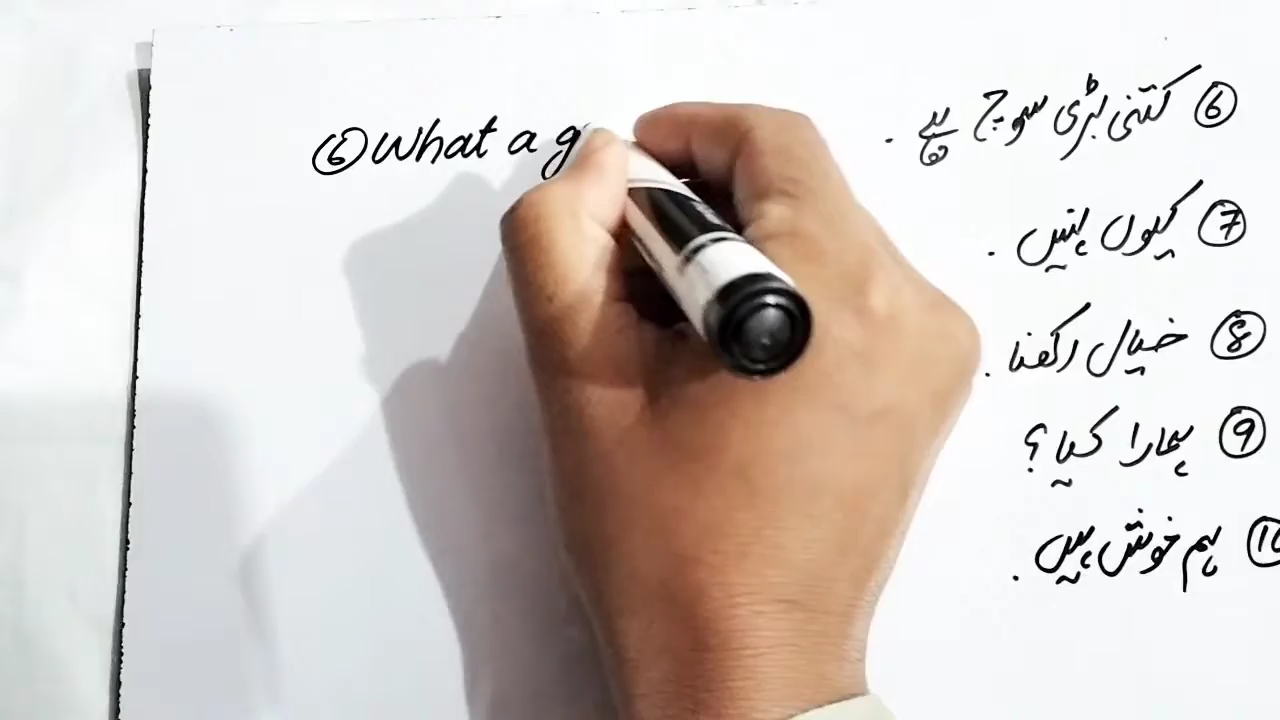 ⑥ What a g
⑥ کتنی بڑی سوچ ہے ۔
⑦ کیوں نہیں ۔
⑧ خیال رکھنا ۔
⑨ ہمارا کیا ؟
⑩ ہم خوش ہیں ۔